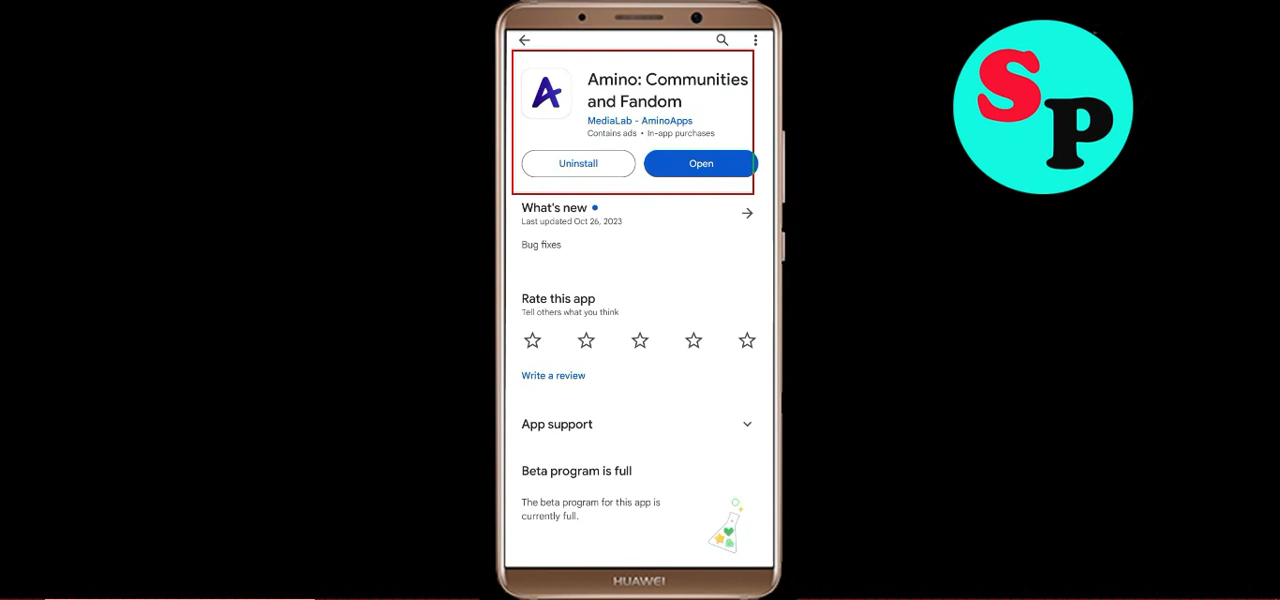 Amino: Communities
and Fandom
MediaLab - AminoApps
Contains ads • In-app purchases
Uninstall
Open
What's new
Last updated Oct 26, 2023
Bug fixes
Rate this app
Tell others what you think
Write a review
App support
Beta program is full
The beta program for this app is
currently full.
HUAWEI
SP